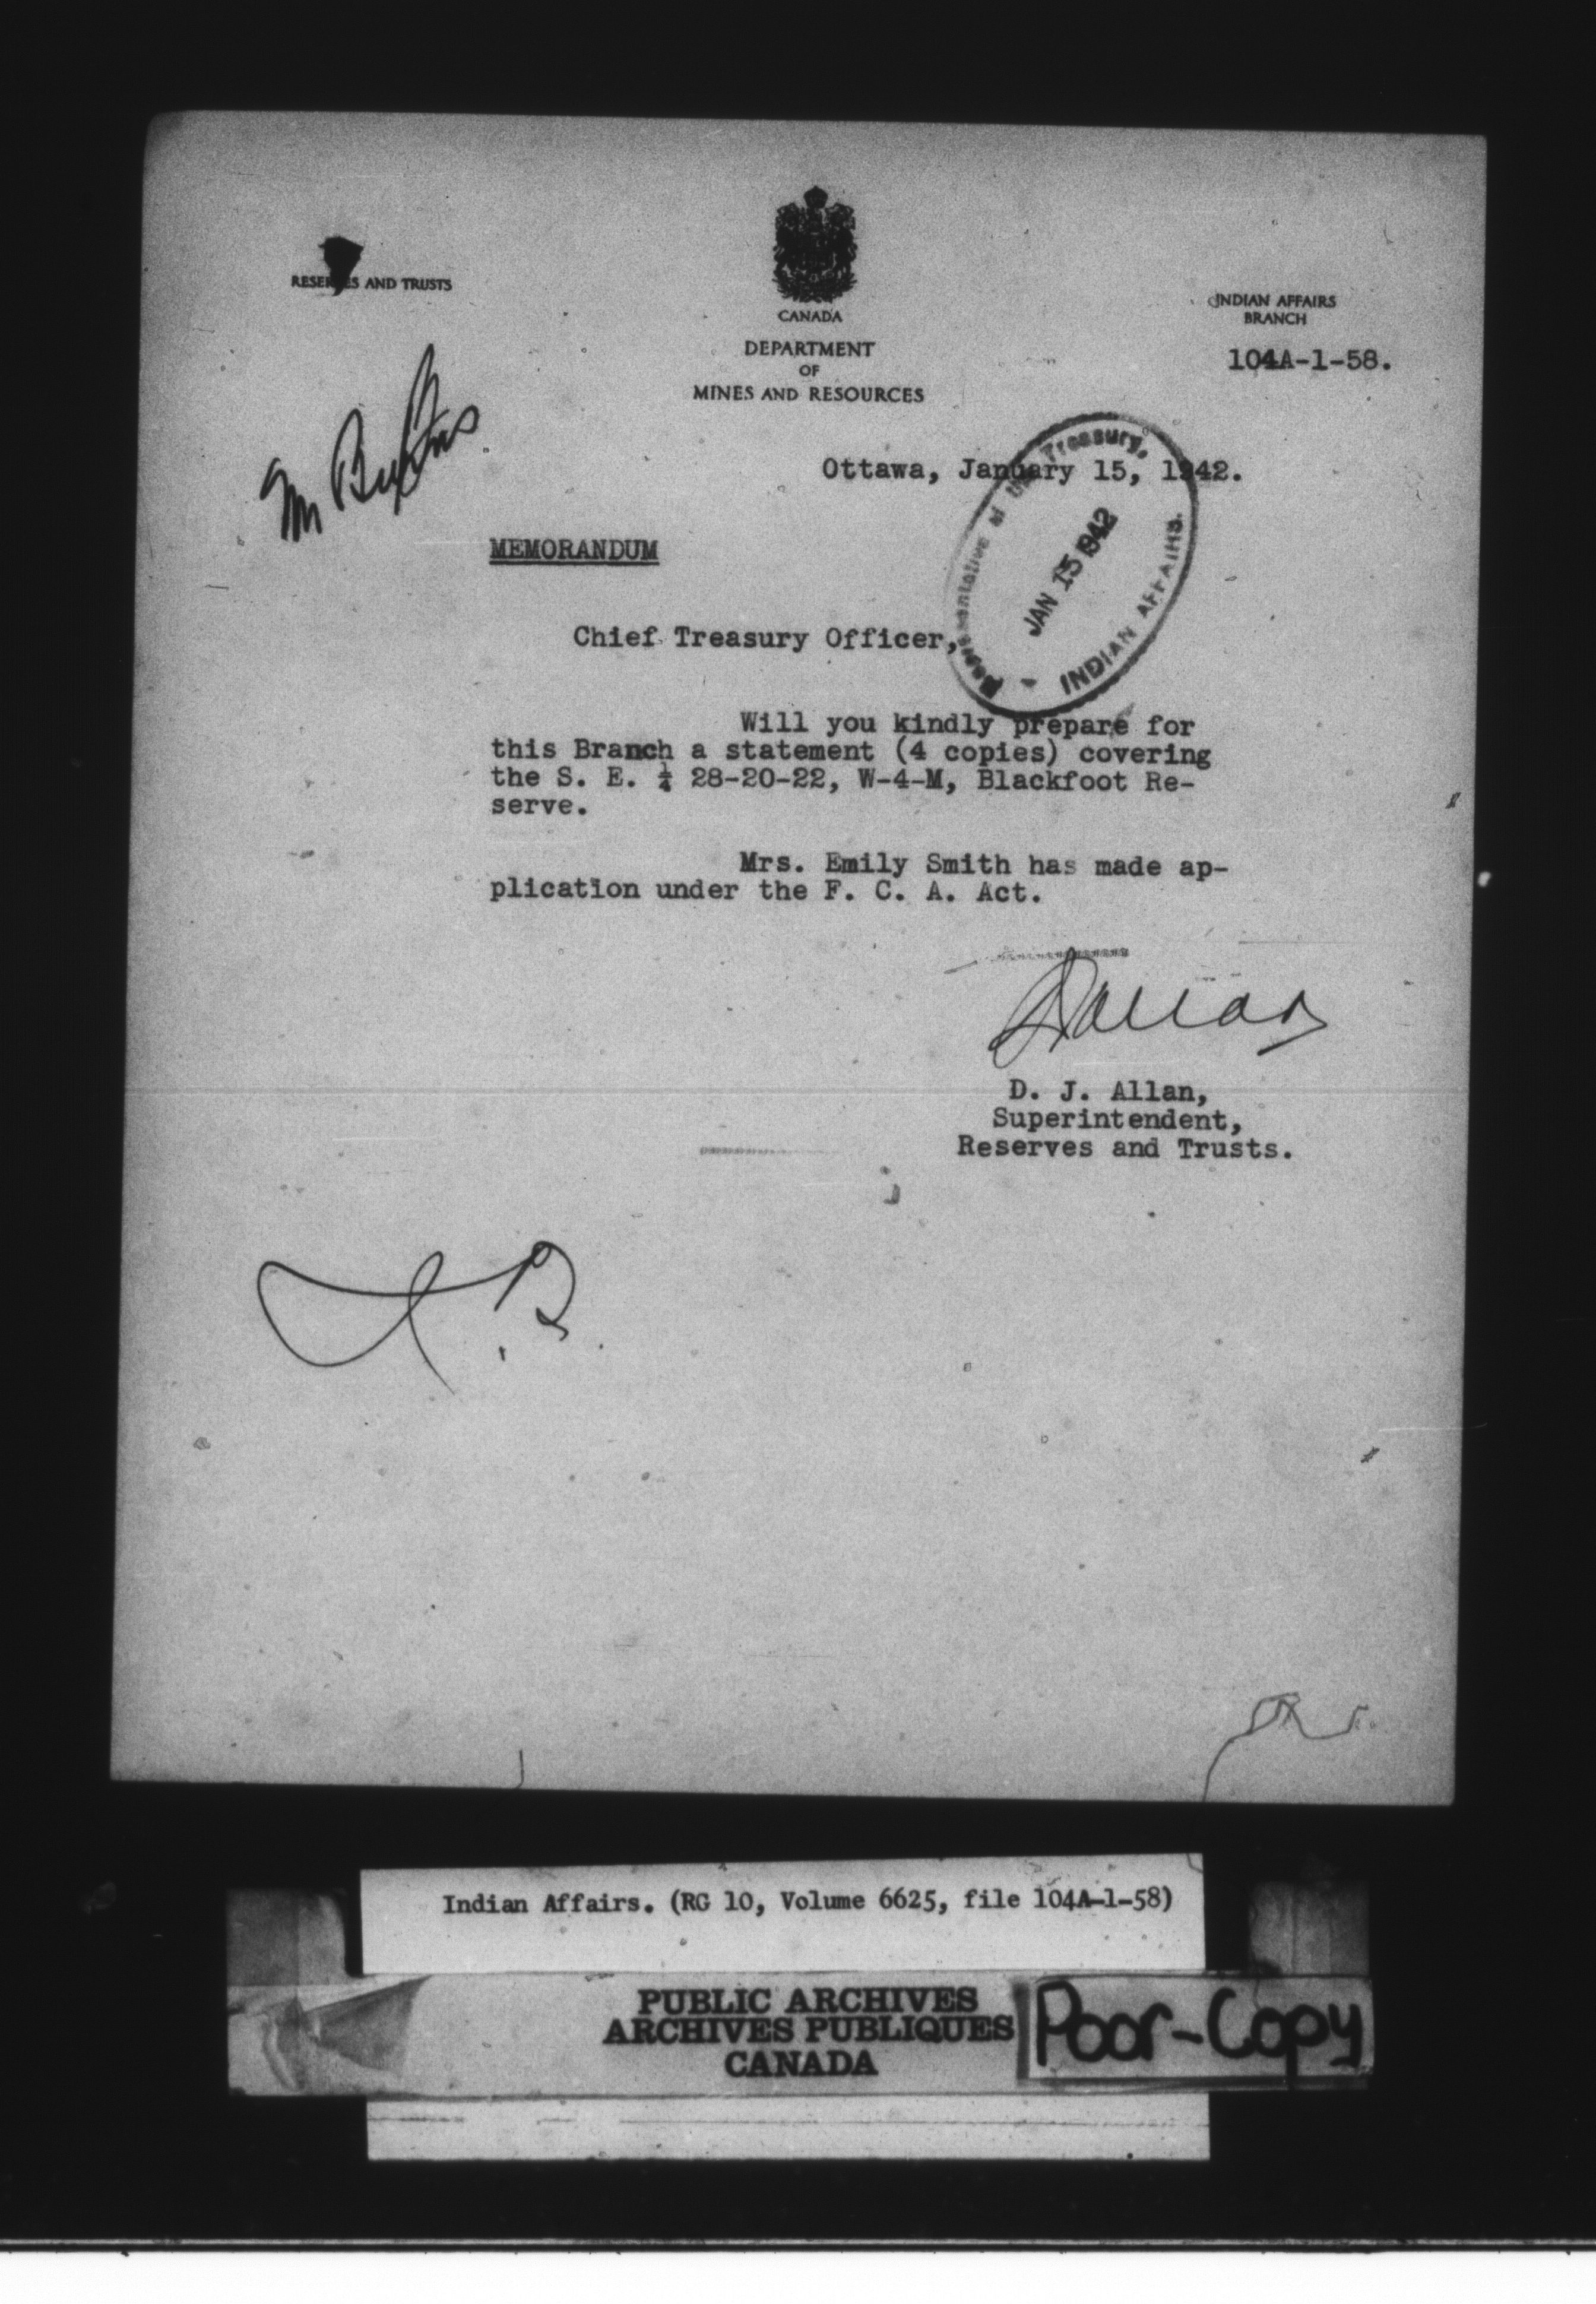 RESERVES AND TRUSTS
CANADA
DEPARTMENT
OF
MINES AND RESOURCES
INDIAN AFFAIRS
BRANCH
104A-1-58.
Ottawa, January 15, 1942.
Representative of the Treasury.
JAN 15 1942
INDIAN AFFAIRS.
MEMORANDUM
Chief Treasury Officer,
Will you kindly prepare for
this Branch a statement (4 copies) covering
the S. E. ¼ 28-20-22, W-4-M, Blackfoot Re-
serve.
Mrs. Emily Smith has made ap-
plication under the F. C. A. Act.
D. J. Allan,
Superintendent,
Reserves and Trusts.
Indian Affairs. (RG 10, Volume 6625, file 104A-1-58)
PUBLIC ARCHIVES
ARCHIVES PUBLIQUES
CANADA
Poor-Copy